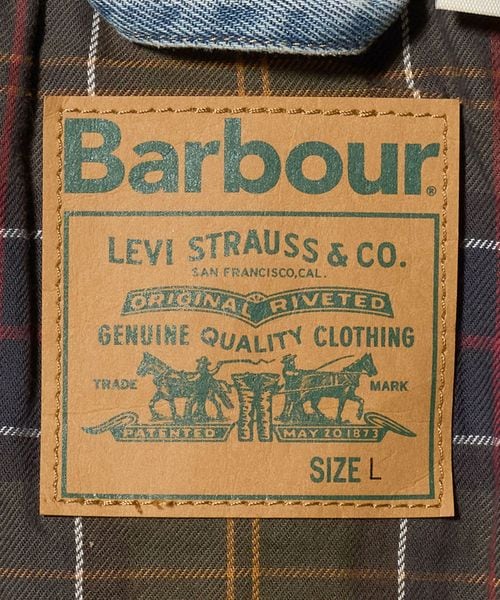 Barbour®
LEVI STRAUSS & CO.
SAN FRANCISCO, CAL.
ORIGINAL RIVETED
GENUINE QUALITY CLOTHING
TRADE MARK
PATENTED MAY 20 1873
SIZE L